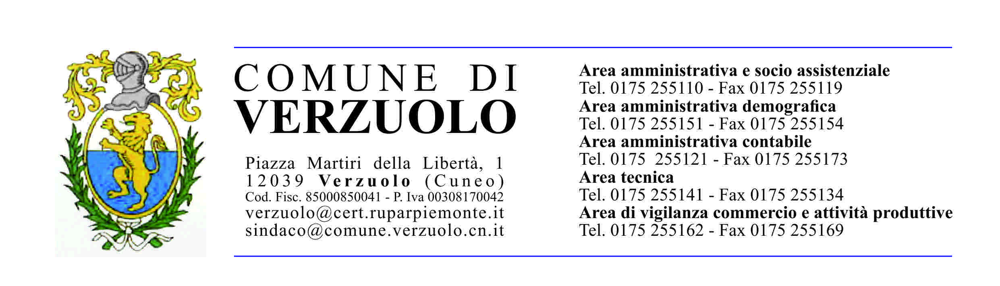 COMUNE DI
VERZUOLO
Piazza Martiri della Libertà, 1
12039 Verzuolo (Cuneo)
Cod. Fisc. 85000850041 - P. Iva 00308170042
verzuolo@cert.ruparpiemonte.it
sindaco@comune.verzuolo.cn.it
Area amministrativa e socio assistenziale
Tel. 0175 255110 - Fax 0175 255119
Area amministrativa demografica
Tel. 0175 255151 - Fax 0175 255154
Area amministrativa contabile
Tel. 0175  255121 - Fax 0175 255173
Area tecnica
Tel. 0175 255141 - Fax 0175 255134
Area di vigilanza commercio e attività produttive
Tel. 0175 255162 - Fax 0175 255169